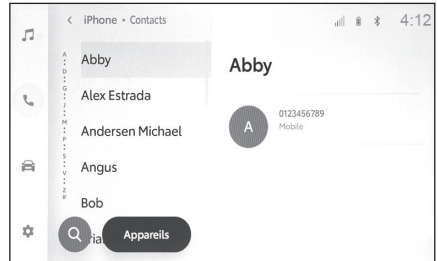 iPhone • Contacts
4:12
A
D
G
J
M
P
S
V
Z
#
Abby
Alex Estrada
Andersen Michael
Angus
Bob
Appareils
Abby
A
0123456789
Mobile